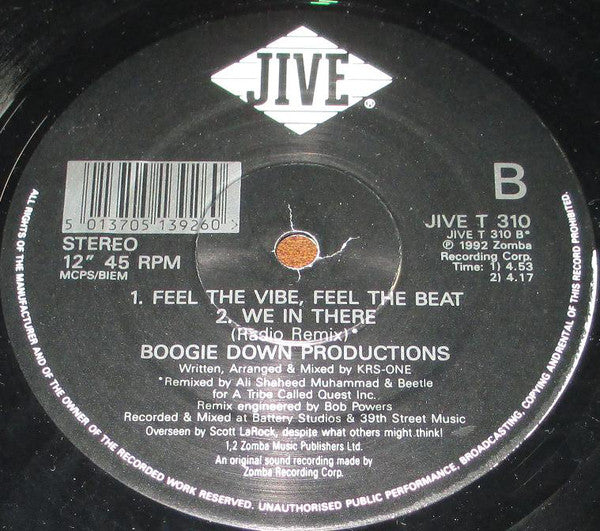 JIVE
®
B
5 013705 139260 >
STEREO
12" 45 RPM
MCPS/BIEM
JIVE T 310
JIVE T 310 B*
℗ 1992 Zomba
Recording Corp.
Time: 1) 4.53
2) 4.17
1. FEEL THE VIBE, FEEL THE BEAT
2. WE IN THERE
(Radio Remix)*
BOOGIE DOWN PRODUCTIONS
Written, Arranged & Mixed by KRS-ONE
*Remixed by Ali Shaheed Muhammad & Beetle
for A Tribe Called Quest Inc.
Remix engineered by Bob Powers
Recorded & Mixed at Battery Studios & 39th Street Music
Overseen by Scott LaRock, despite what others might think!
1,2 Zomba Music Publishers Ltd.
An original sound recording made by
Zomba Recording Corp.
ALL RIGHTS OF THE MANUFACTURER AND OF THE OWNER OF THE RECORDED WORK RESERVED. UNAUTHORISED PUBLIC PERFORMANCE, BROADCASTING, COPYING AND RENTAL OF THIS RECORD PROHIBITED.